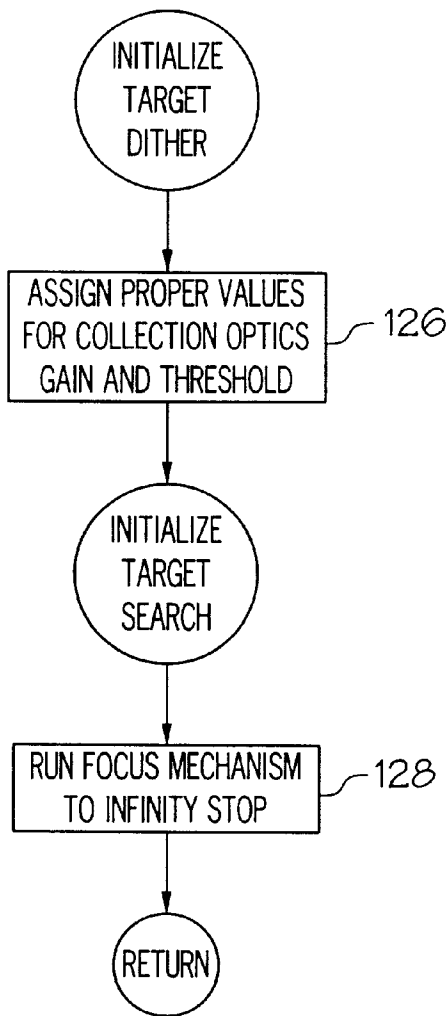 INITIALIZE
TARGET
DITHER
ASSIGN PROPER VALUES
FOR COLLECTION OPTICS
GAIN AND THRESHOLD
126
INITIALIZE
TARGET
SEARCH
RUN FOCUS MECHANISM
TO INFINITY STOP
128
RETURN